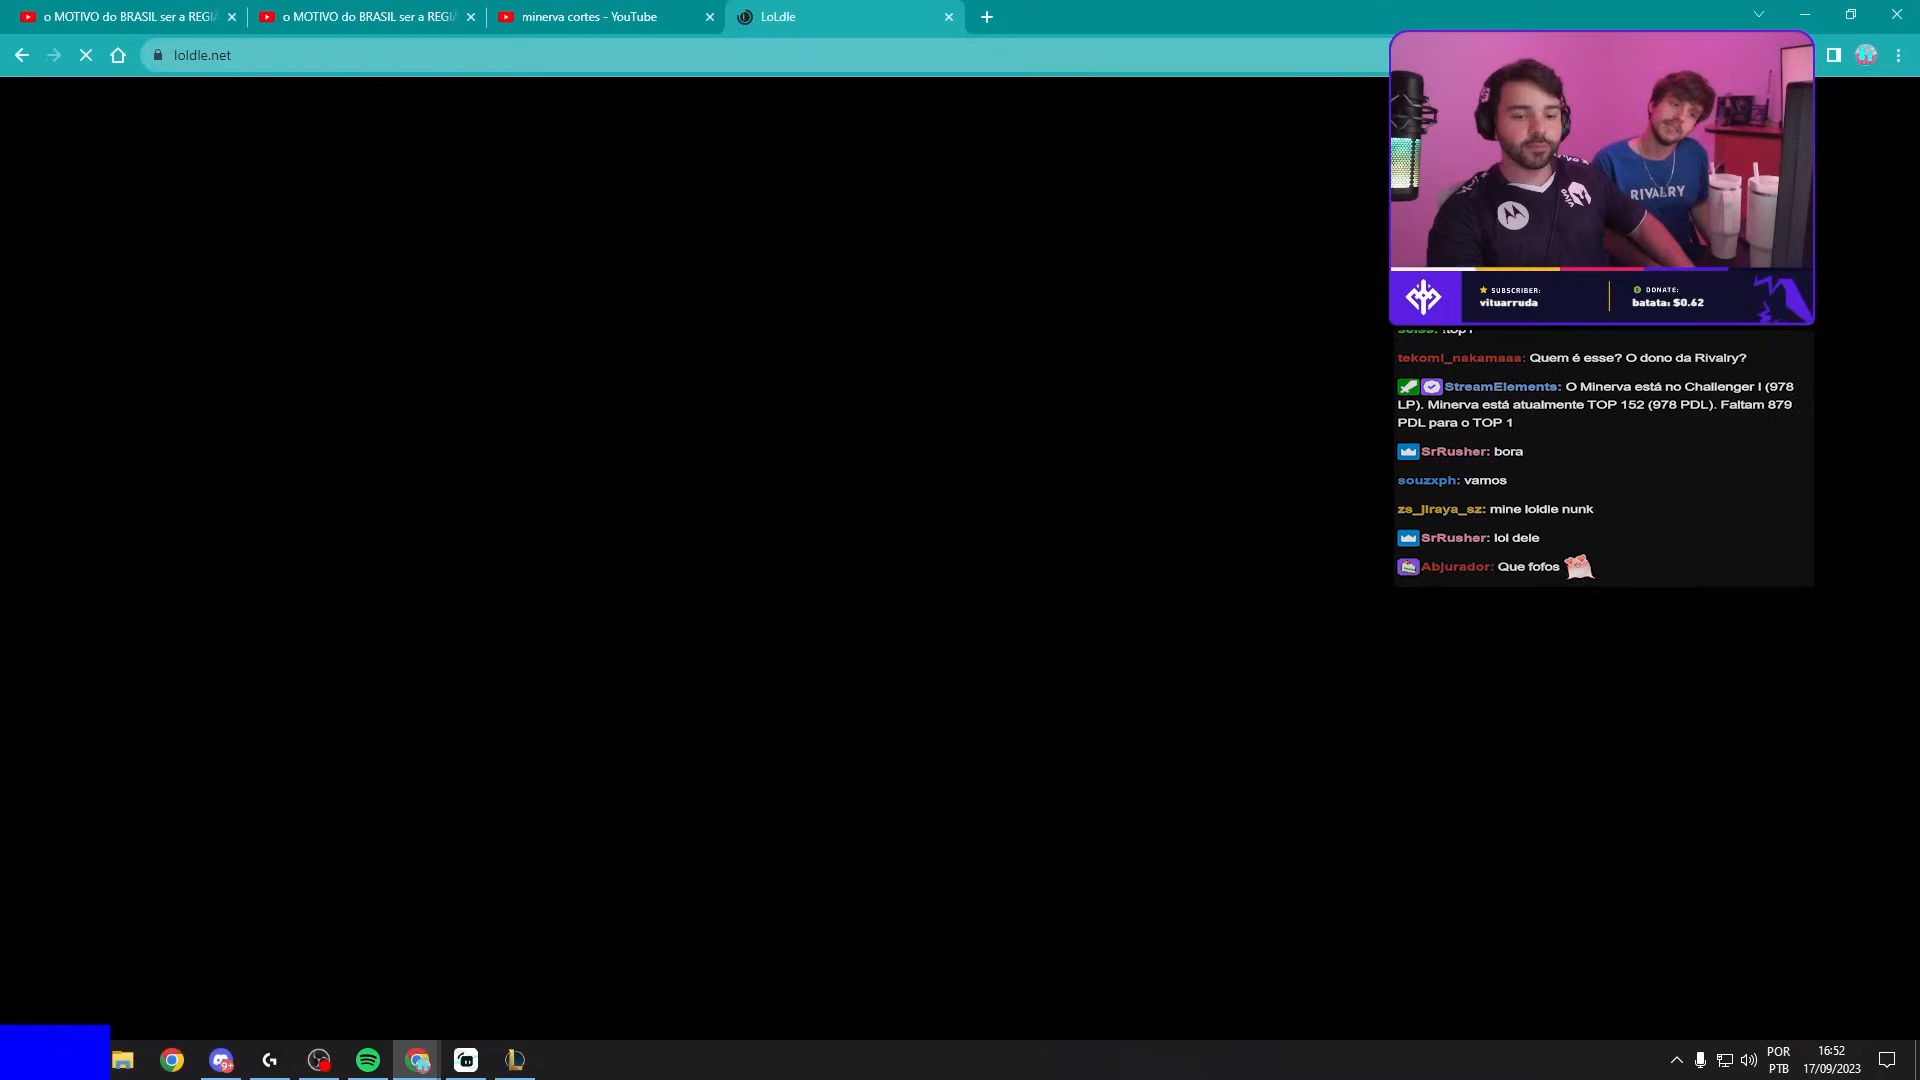 o MOTIVO do BRASIL ser a REGIÃ
o MOTIVO do BRASIL ser a REGIÃ
minerva cortes - YouTube
LoLdle
loldle.net
RIVALRY
SUBSCRIBER:
vituarruda
DONATE:
batata: $0.62
tekomi_nakamaaa: Quem é esse? O dono da Rivalry?
StreamElements: O Minerva está no Challenger I (978
LP). Minerva está atualmente TOP 152 (978 PDL). Faltam 879
PDL para o TOP 1
SrRusher: bora
souzxph: vamos
zs_jiraya_sz: mine loldle nunk
SrRusher: lol dele
Abjurador: Que fofos
9+
POR
PTB
16:52
17/09/2023